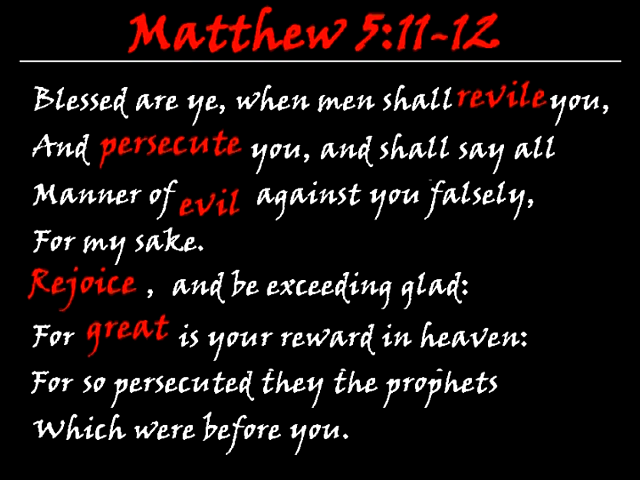 Matthew 5:11-12
Blessed are ye, when men shall revile you,
And persecute you, and shall say all
Manner of evil against you falsely,
For my sake.
Rejoice , and be exceeding glad:
For great is your reward in heaven:
For so persecuted they the prophets
Which were before you.